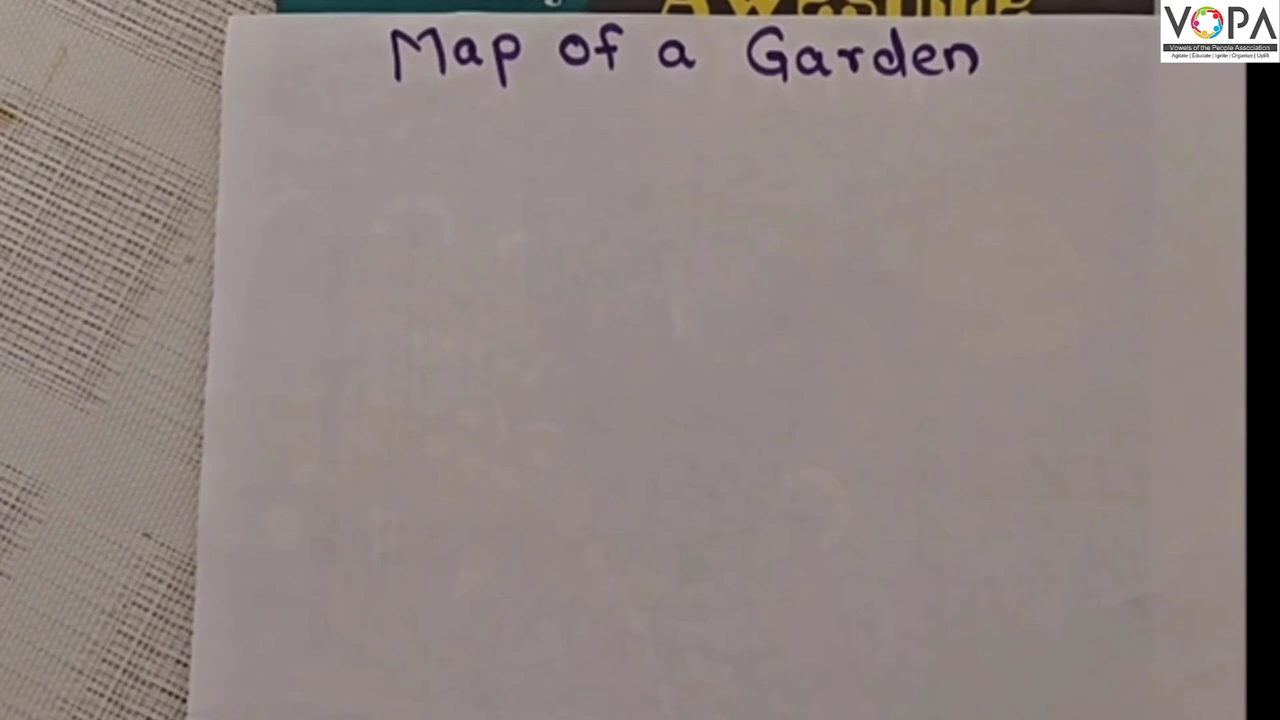 Map of a Garden
VOPA
Vowels of the People Association
Agitate | Educate | Ignite | Organize | Uplift